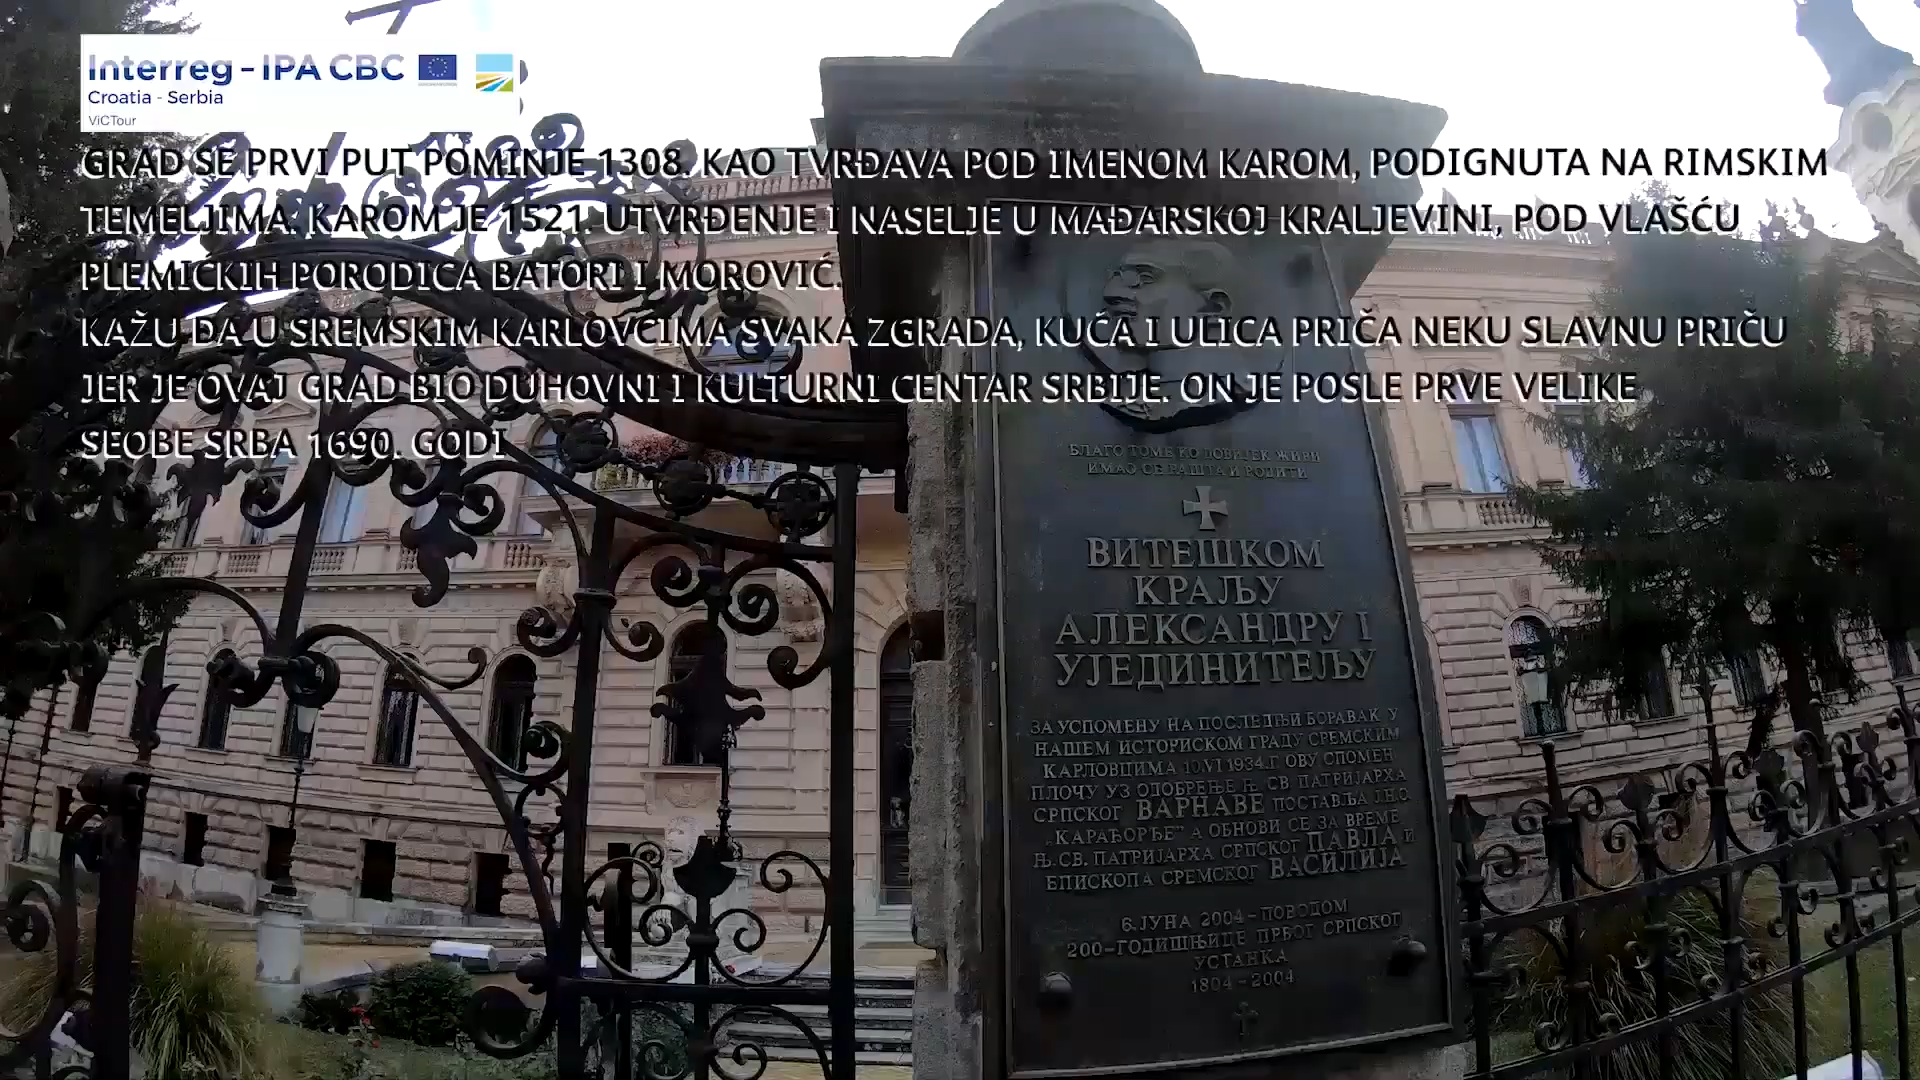 Interreg - IPA CBC
Croatia - Serbia
ViCTour
GRAD SE PRVI PUT POMINJE 1308. KAO TVRĐAVA POD IMENOM KAROM, PODIGNUTA NA RIMSKIM
TEMELJIMA. KAROM JE 1521. UTVRĐENJE I NASELJE U MAĐARSKOJ KRALJEVINI, POD VLAŠĆU
PLEMIĆKIH PORODICA BATORI I MOROVIĆ.
KAŽU DA U SREMSKIM KARLOVCIMA SVAKA ZGRADA, KUĆA I ULICA PRIČA NEKU SLAVNU PRIČU
JER JE OVAJ GRAD BIO DUHOVNI I KULTURNI CENTAR SRBIJE. ON JE POSLE PRVE VELIKE
SEOBE SRBA 1690. GODI
БЛАГО ТОМЕ КО ДОВИЈЕК ЖИВИ
ИМАО СЕ РАШТА И РОДИТИ
ВИТЕШКОМ
КРАЉУ
АЛЕКСАНДРУ I
УЈЕДИНИТЕЉУ
ЗА УСПОМЕНУ НА ПОСЛЕДЊИ БОРАВАК У
НАШЕМ ИСТОРИСКОМ ГРАДУ СРЕМСКИМ
КАРЛОВЦИМА 10.VI 1934.Г. ОВУ СПОМЕН
ПЛОЧУ УЗ ОДОБРЕЊЕ Њ. СВ. ПАТРИЈАРХА
СРПСКОГ ВАРНАВЕ ПОСТАВЉА Ј.Н.О.
„КАРАЂОРЂЕ" А ОБНОВИ СЕ ЗА ВРЕМЕ
Њ.СВ. ПАТРИЈАРХА СРПСКОГ ПАВЛА И
ЕПИСКОПА СРЕМСКОГ ВАСИЛИЈА
6.ЈУНА 2004 - ПОВОДОМ
200-ГОДИШЊИЦЕ ПРВОГ СРПСКОГ
УСТАНКА
1804 - 2004